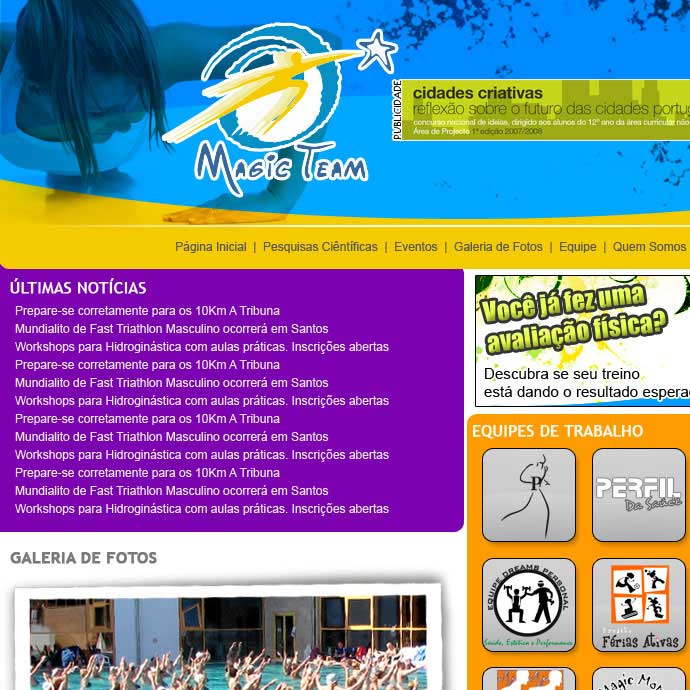 MAGIC TEAM
PUBLICIDADE
cidades criativas
reflexão sobre o futuro das cidades
concurso nacional de ideias, dirigido aos alunos do 12º ano da área curricular não
Área de Projecto 1ª edição 2007/2008
Página Inicial | Pesquisas Ciêntíficas | Eventos | Galeria de Fotos | Equipe | Quem Somos
ÚLTIMAS NOTÍCIAS
Prepare-se corretamente para os 10Km A Tribuna
Mundialito de Fast Triathlon Masculino ocorrerá em Santos
Workshops para Hidroginástica com aulas práticas. Inscrições abertas
Prepare-se corretamente para os 10Km A Tribuna
Mundialito de Fast Triathlon Masculino ocorrerá em Santos
Workshops para Hidroginástica com aulas práticas. Inscrições abertas
Prepare-se corretamente para os 10Km A Tribuna
Mundialito de Fast Triathlon Masculino ocorrerá em Santos
Workshops para Hidroginástica com aulas práticas. Inscrições abertas
Prepare-se corretamente para os 10Km A Tribuna
Mundialito de Fast Triathlon Masculino ocorrerá em Santos
Workshops para Hidroginástica com aulas práticas. Inscrições abertas
Você já fez uma
avaliação física?
Descubra se seu treino
está dando o resultado
EQUIPES DE TRABALHO
P
PERFIL
Da Saúde
EQUIPE DREAMS PERSONAL
Saúde, Estética e Performance
Projeto
Férias Ativas
Magic
GALERIA DE FOTOS